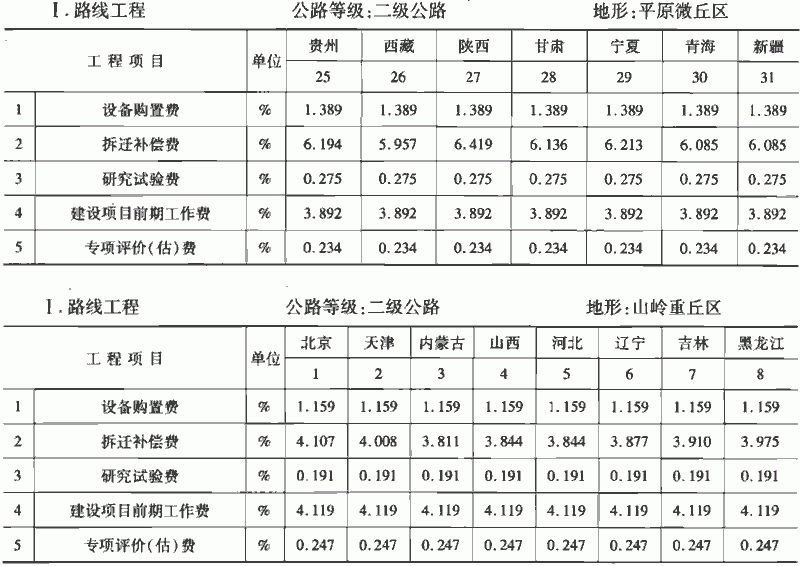 Ⅰ.路线工程 公路等级:二级公路 地形:平原微丘区
工程项目 单位 贵州 西藏 陕西 甘肃 宁夏 青海 新疆
25 26 27 28 29 30 31
1 设备购置费 % 1.389 1.389 1.389 1.389 1.389 1.389 1.389
2 拆迁补偿费 % 6.194 5.957 6.419 6.136 6.213 6.085 6.085
3 研究试验费 % 0.275 0.275 0.275 0.275 0.275 0.275 0.275
4 建设项目前期工作费 % 3.892 3.892 3.892 3.892 3.892 3.892 3.892
5 专项评价(估)费 % 0.234 0.234 0.234 0.234 0.234 0.234 0.234
Ⅰ.路线工程 公路等级:二级公路 地形:山岭重丘区
工程项目 单位 北京 天津 内蒙古 山西 河北 辽宁 吉林 黑龙江
1 2 3 4 5 6 7 8
1 设备购置费 % 1.159 1.159 1.159 1.159 1.159 1.159 1.159 1.159
2 拆迁补偿费 % 4.107 4.008 3.811 3.844 3.844 3.877 3.910 3.975
3 研究试验费 % 0.191 0.191 0.191 0.191 0.191 0.191 0.191 0.191
4 建设项目前期工作费 % 4.119 4.119 4.119 4.119 4.119 4.119 4.119 4.119
5 专项评价(估)费 % 0.247 0.247 0.247 0.247 0.247 0.247 0.247 0.247